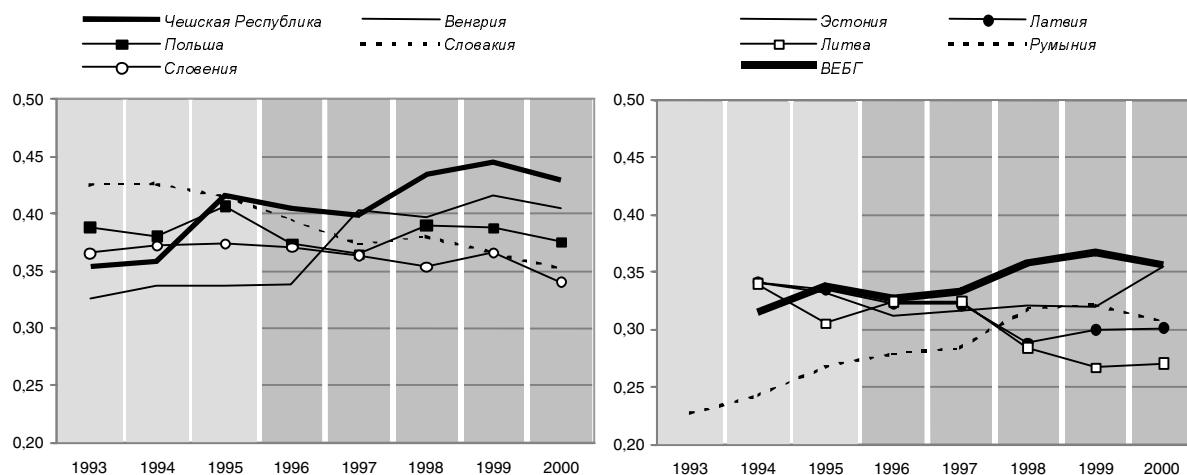 Чешская Республика Венгрия
Польша Словакия
Словения
0,50
0,45
0,40
0,35
0,30
0,25
0,20
1993 1994 1995 1996 1997 1998 1999 2000
Эстония Латвия
Литва Румыния
ВЕБГ
0,50
0,45
0,40
0,35
0,30
0,25
0,20
1993 1994 1995 1996 1997 1998 1999 2000